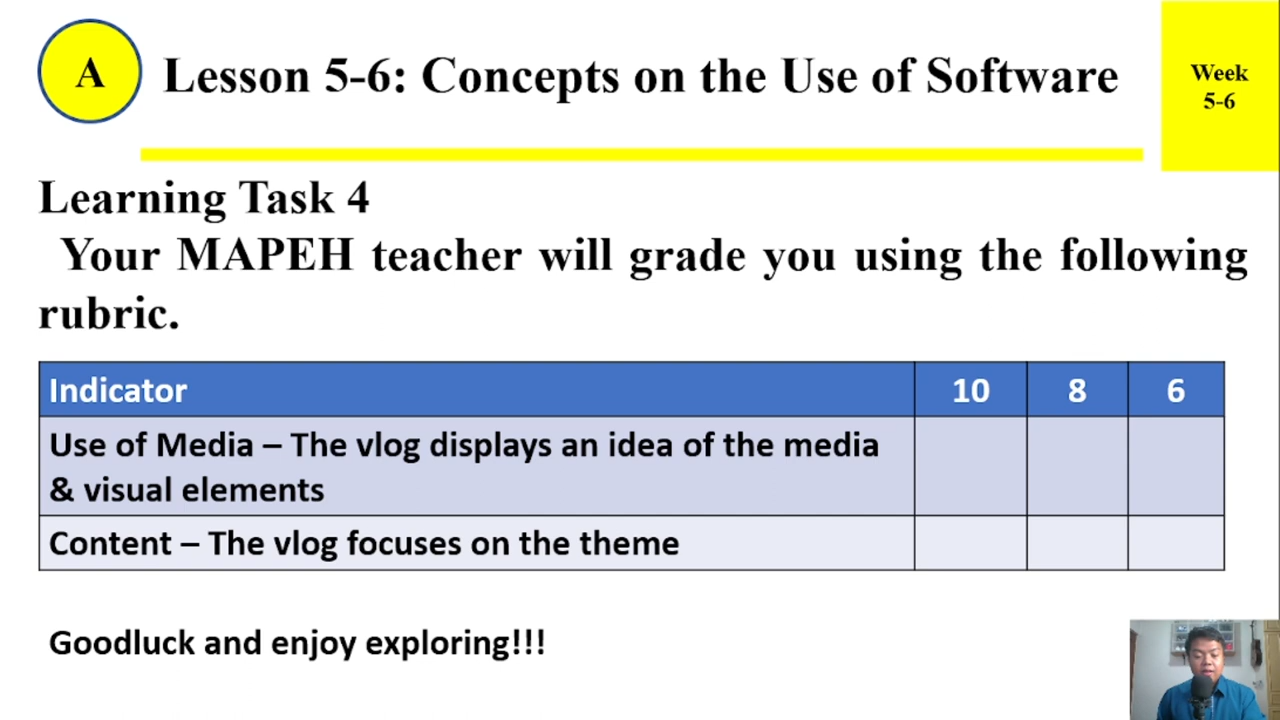 A
Lesson 5-6: Concepts on the Use of Software
Week
5-6
Learning Task 4
Your MAPEH teacher will grade you using the following
rubric.
Indicator 10 8 6
Use of Media – The vlog displays an idea of the media
& visual elements
Content – The vlog focuses on the theme
Goodluck and enjoy exploring!!!